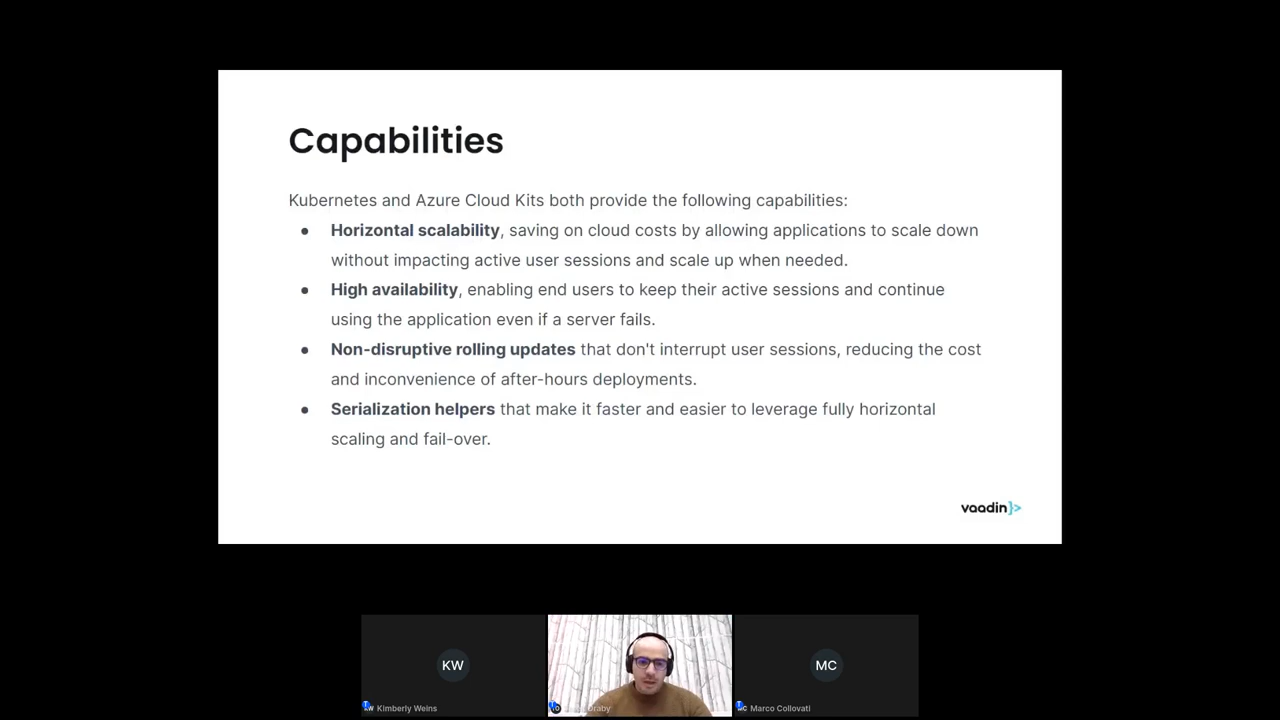 Capabilities
Kubernetes and Azure Cloud Kits both provide the following capabilities:
● Horizontal scalability, saving on cloud costs by allowing applications to scale down
without impacting active user sessions and scale up when needed.
● High availability, enabling end users to keep their active sessions and continue
using the application even if a server fails.
● Non-disruptive rolling updates that don't interrupt user sessions, reducing the cost
and inconvenience of after-hours deployments.
● Serialization helpers that make it faster and easier to leverage fully horizontal
scaling and fail-over.
vaadin}>
KW
MC
Kimberly Weins
Draby
Marco Collovati